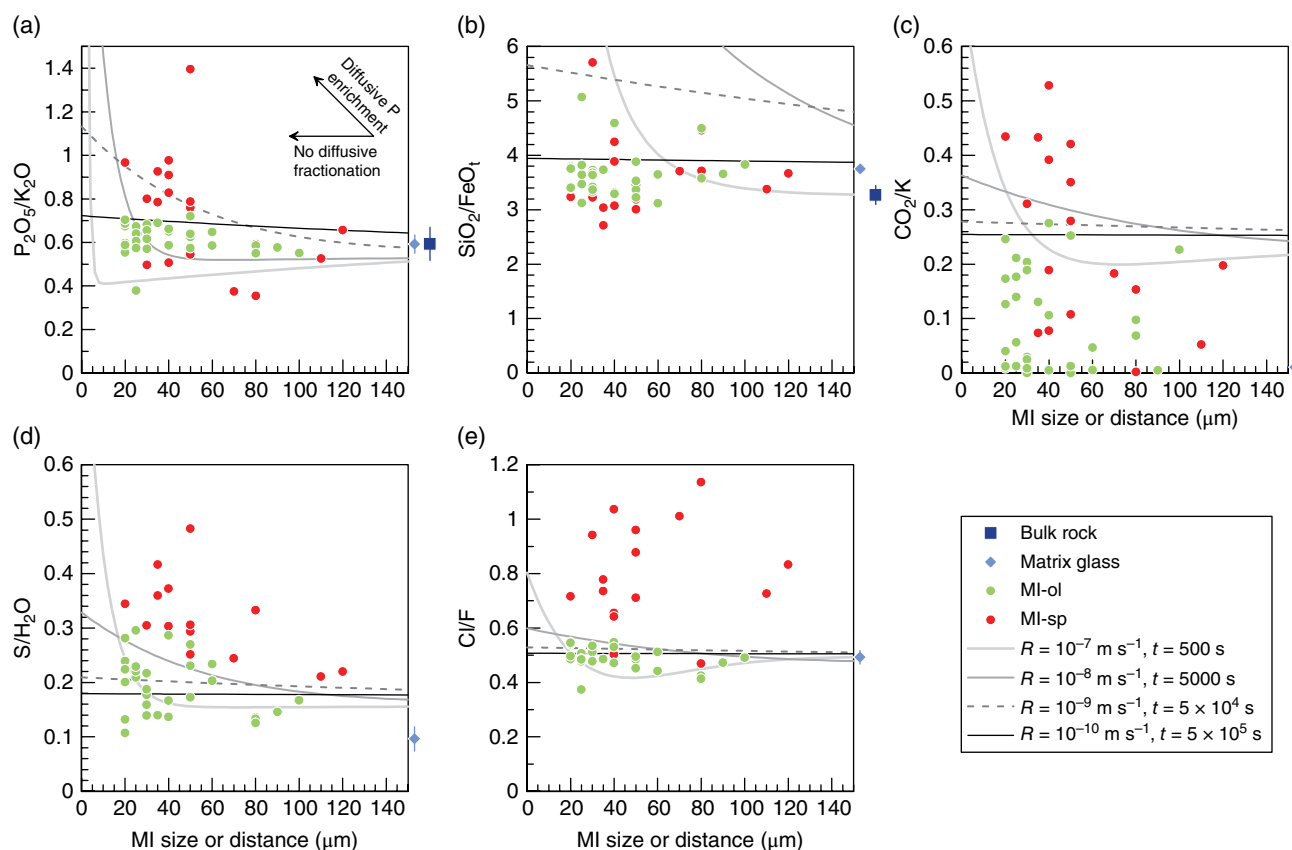 (a)
P₂O₅/K₂O
1.4
1.2
1
0.8
0.6
0.4
0.2
0
Diffusive P
enrichment
No diffusive
fractionation
0 20 40 60 80 100 120 140
(b)
SiO₂/FeOₜ
6
5
4
3
2
1
0
0 20 40 60 80 100 120 140
(c)
CO₂/K
0.6
0.5
0.4
0.3
0.2
0.1
0
0 20 40 60 80 100 120 140
MI size or distance (μm)
(d)
S/H₂O
0.6
0.5
0.4
0.3
0.2
0.1
0
0 20 40 60 80 100 120 140
MI size or distance (μm)
(e)
Cl/F
1.2
1
0.8
0.6
0.4
0.2
0
0 20 40 60 80 100 120 140
MI size or distance (μm)
Bulk rock
Matrix glass
MI-ol
MI-sp
R = 10⁻⁷ m s⁻¹, t = 500 s
R = 10⁻⁸ m s⁻¹, t = 5000 s
R = 10⁻⁹ m s⁻¹, t = 5 × 10⁴ s
R = 10⁻¹⁰ m s⁻¹, t = 5 × 10⁵ s